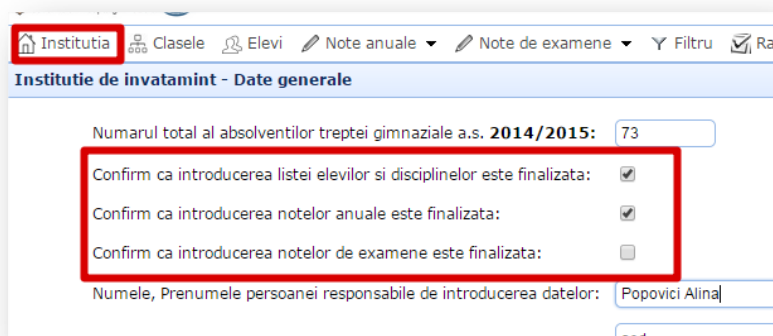 Institutia Clasele Elevi Note anuale Note de examene Filtru
Institutie de invatamint - Date generale
Numarul total al absolventilor treptei gimnaziale a.s. 2014/2015: 73
Confirm ca introducerea listei elevilor si disciplinelor este finalizata:
Confirm ca introducerea notelor anuale este finalizata:
Confirm ca introducerea notelor de examene este finalizata:
Numele, Prenumele persoanei responsabile de introducerea datelor: Popovici Alina